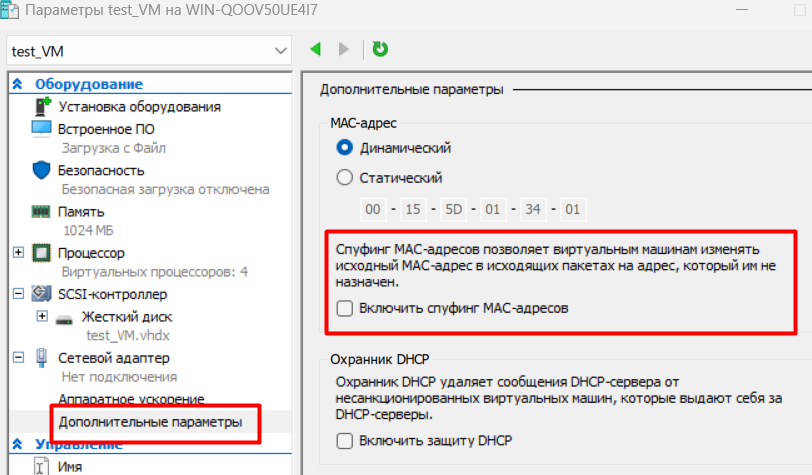 Параметры test_VM на WIN-QOOV50UE4I7
test_VM
Оборудование
Установка оборудования
Встроенное ПО
Загрузка с Файл
Безопасность
Безопасная загрузка отключена
Память
1024 МБ
Процессор
Виртуальных процессоров: 4
SCSI-контроллер
Жесткий диск
test_VM.vhdx
Сетевой адаптер
Нет подключения
Аппаратное ускорение
Дополнительные параметры
Управление
Имя
Дополнительные параметры
MAC-адрес
Динамический
Статический
00 - 15 - 5D - 01 - 34 - 01
Спуфинг MAC-адресов позволяет виртуальным машинам изменять
исходный MAC-адрес в исходящих пакетах на адрес, который им не
назначен.
Включить спуфинг MAC-адресов
Охранник DHCP
Охранник DHCP удаляет сообщения DHCP-сервера от
несанкционированных виртуальных машин, которые выдают себя за
DHCP-серверы.
Включить защиту DHCP